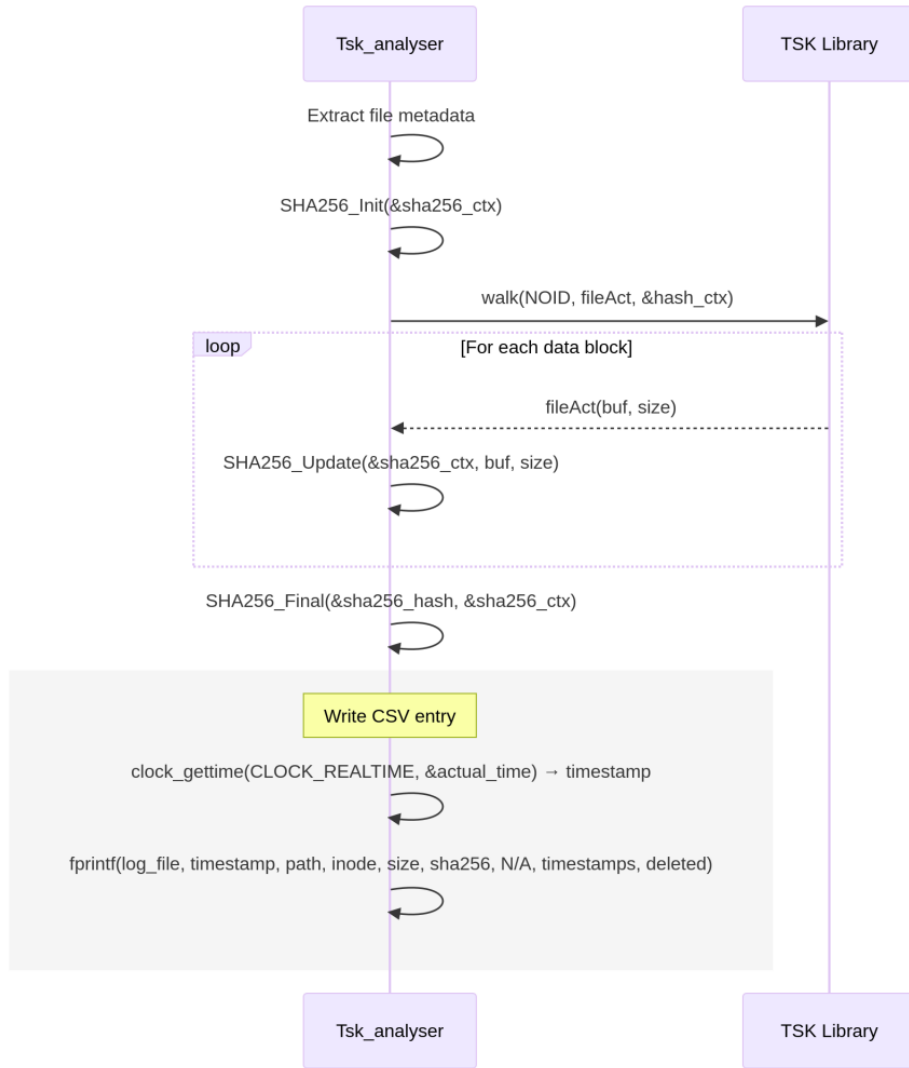 Tsk_analyser
TSK Library
Extract file metadata
SHA256_Init(&sha256_ctx)
walk(NOID, fileAct, &hash_ctx)
loop
[For each data block]
fileAct(buf, size)
SHA256_Update(&sha256_ctx, buf, size)
SHA256_Final(&sha256_hash, &sha256_ctx)
Write CSV entry
clock_gettime(CLOCK_REALTIME, &actual_time) → timestamp
fprintf(log_file, timestamp, path, inode, size, sha256, N/A, timestamps, deleted)
Tsk_analyser
TSK Library